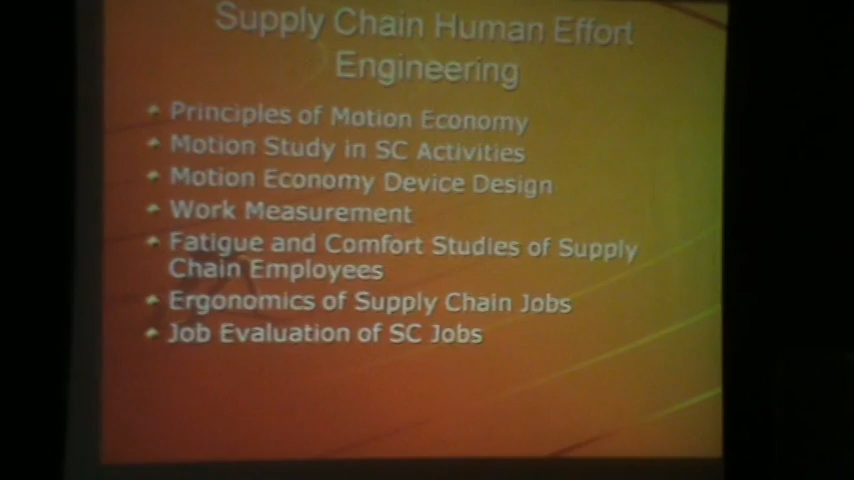 Supply Chain Human Effort
Engineering
Principles of Motion Economy
Motion Study in SC Activities
Motion Economy Device Design
Work Measurement
Fatigue and Comfort Studies of Supply
Chain Employees
Ergonomics of Supply Chain Jobs
Job Evaluation of SC Jobs